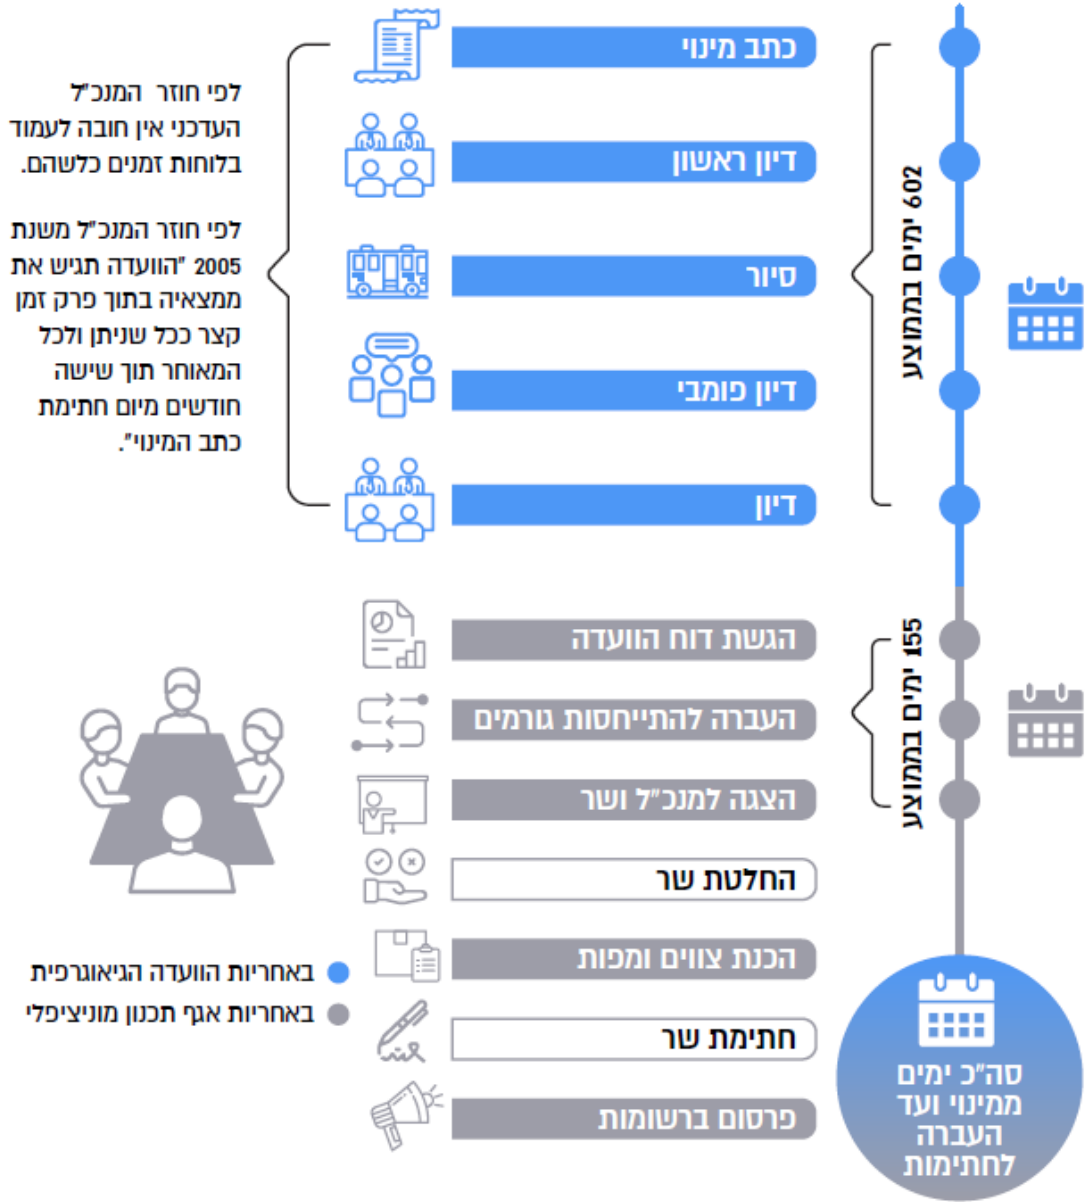 כתב מינוי
דיון ראשון
סיור
דיון פומבי
דיון
602 ימים בממוצע
לפי חוזר המנכ"ל
העדכני אין חובה לעמוד
בלוחות זמנים כלשהם.
לפי חוזר המנכ"ל משנת
2005 "הוועדה תגיש את
ממצאיה בתוך פרק זמן
קצר ככל שניתן ולכל
המאוחר תוך שישה
חודשים מיום חתימת
כתב המינוי".
הגשת דוח הוועדה
העברה להתייחסות גורמים
הצגה למנכ"ל ושר
155 ימים בממוצע
החלטת שר
הכנת צווים ומפות
חתימת שר
פרסום ברשומות
באחריות הוועדה הגיאוגרפית
באחריות אגף תכנון מוניציפלי
סה"כ ימים
ממינוי ועד
העברה
לחתימות